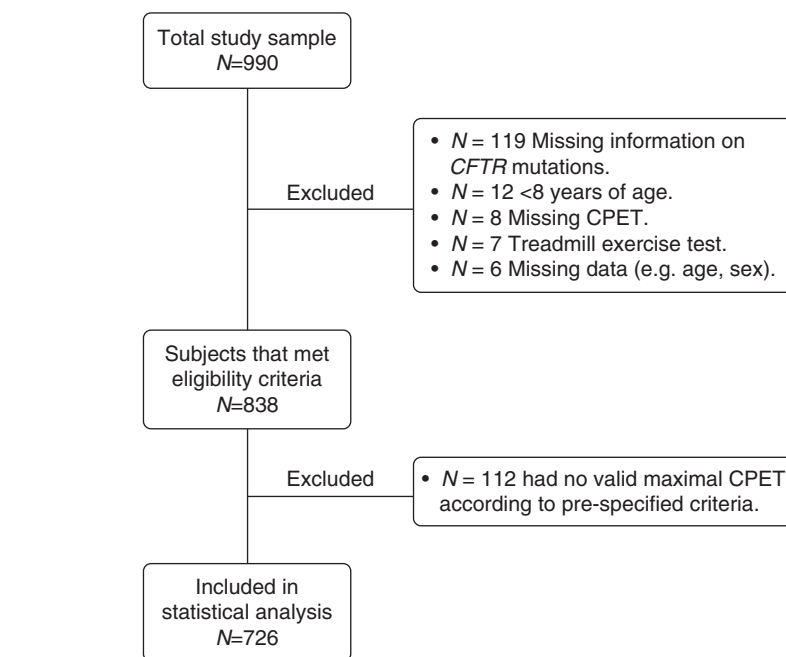 Total study sample
N=990
Excluded
• N = 119 Missing information on
CFTR mutations.
• N = 12 <8 years of age.
• N = 8 Missing CPET.
• N = 7 Treadmill exercise test.
• N = 6 Missing data (e.g. age, sex).
Subjects that met
eligibility criteria
N=838
Excluded
• N = 112 had no valid maximal CPET
according to pre-specified criteria.
Included in
statistical analysis
N=726